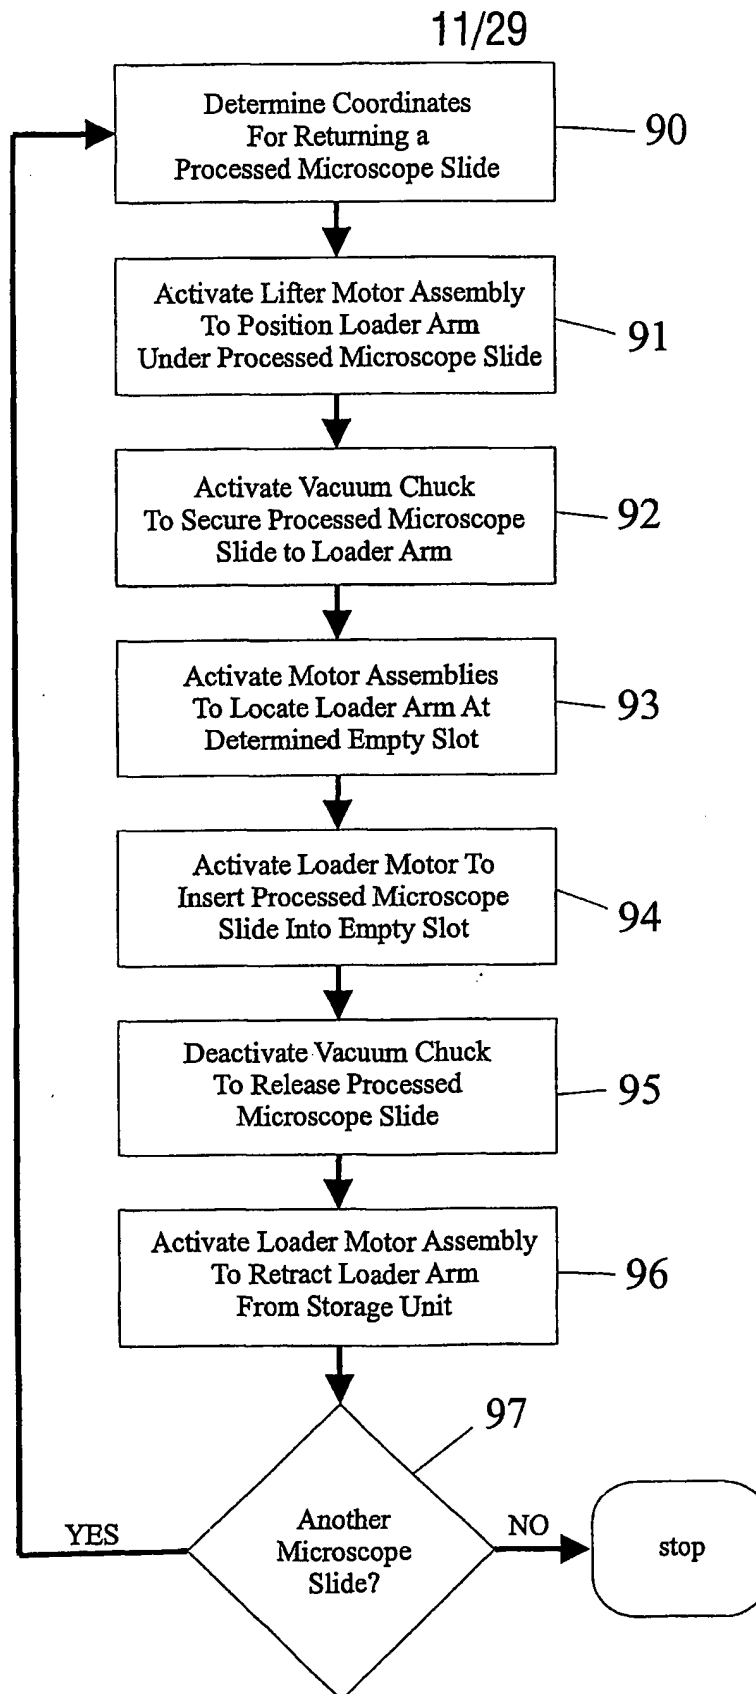 11/29
Determine Coordinates
For Returning a
Processed Microscope Slide
90
Activate Lifter Motor Assembly
To Position Loader Arm
Under Processed Microscope Slide
91
Activate Vacuum Chuck
To Secure Processed Microscope
Slide to Loader Arm
92
Activate Motor Assemblies
To Locate Loader Arm At
Determined Empty Slot
93
Activate Loader Motor To
Insert Processed Microscope
Slide Into Empty Slot
94
Deactivate Vacuum Chuck
To Release Processed
Microscope Slide
95
Activate Loader Motor Assembly
To Retract Loader Arm
From Storage Unit
96
97
YES
Another
Microscope
Slide?
NO
stop